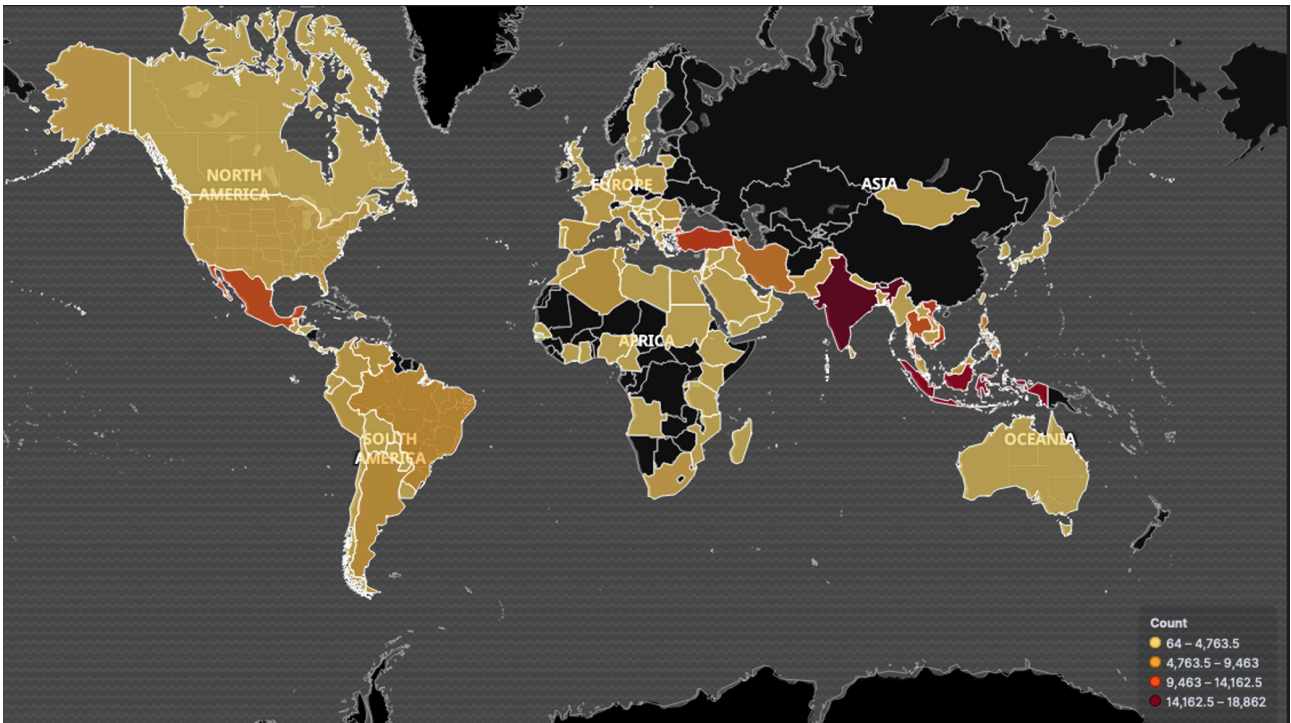 NORTH
AMERICA
EUROPE
ASIA
AFRICA
SOUTH
AMERICA
OCEANIA
Count
64 – 4,763.5
4,763.5 – 9,463
9,463 – 14,162.5
14,162.5 – 18,862